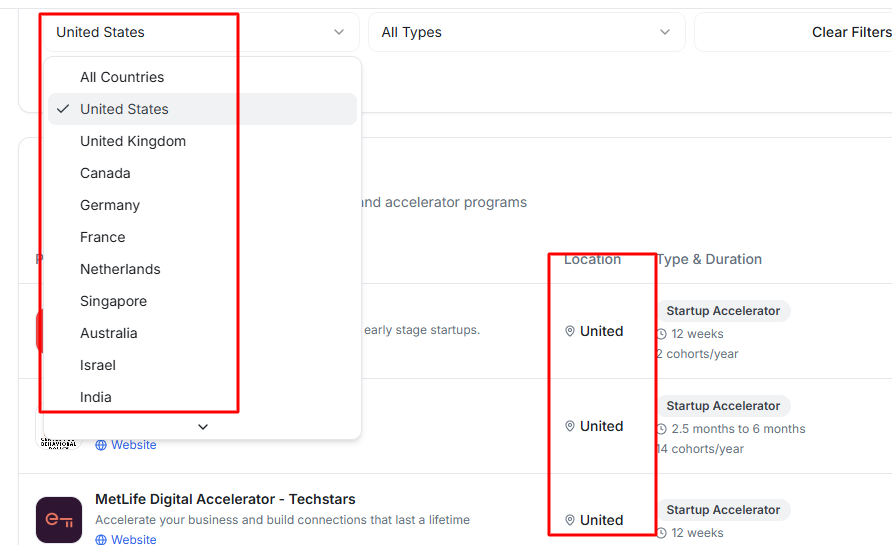 United States
All Types
Clear Filters
All Countries
United States
United Kingdom
Canada
Germany
France
Netherlands
Singapore
Australia
Israel
India
and accelerator programs
Location
Type & Duration
early stage startups.
United
Startup Accelerator
12 weeks
2 cohorts/year
BEHAVIORAL
Website
United
Startup Accelerator
2.5 months to 6 months
14 cohorts/year
MetLife Digital Accelerator - Techstars
Accelerate your business and build connections that last a lifetime
Website
United
Startup Accelerator
12 weeks